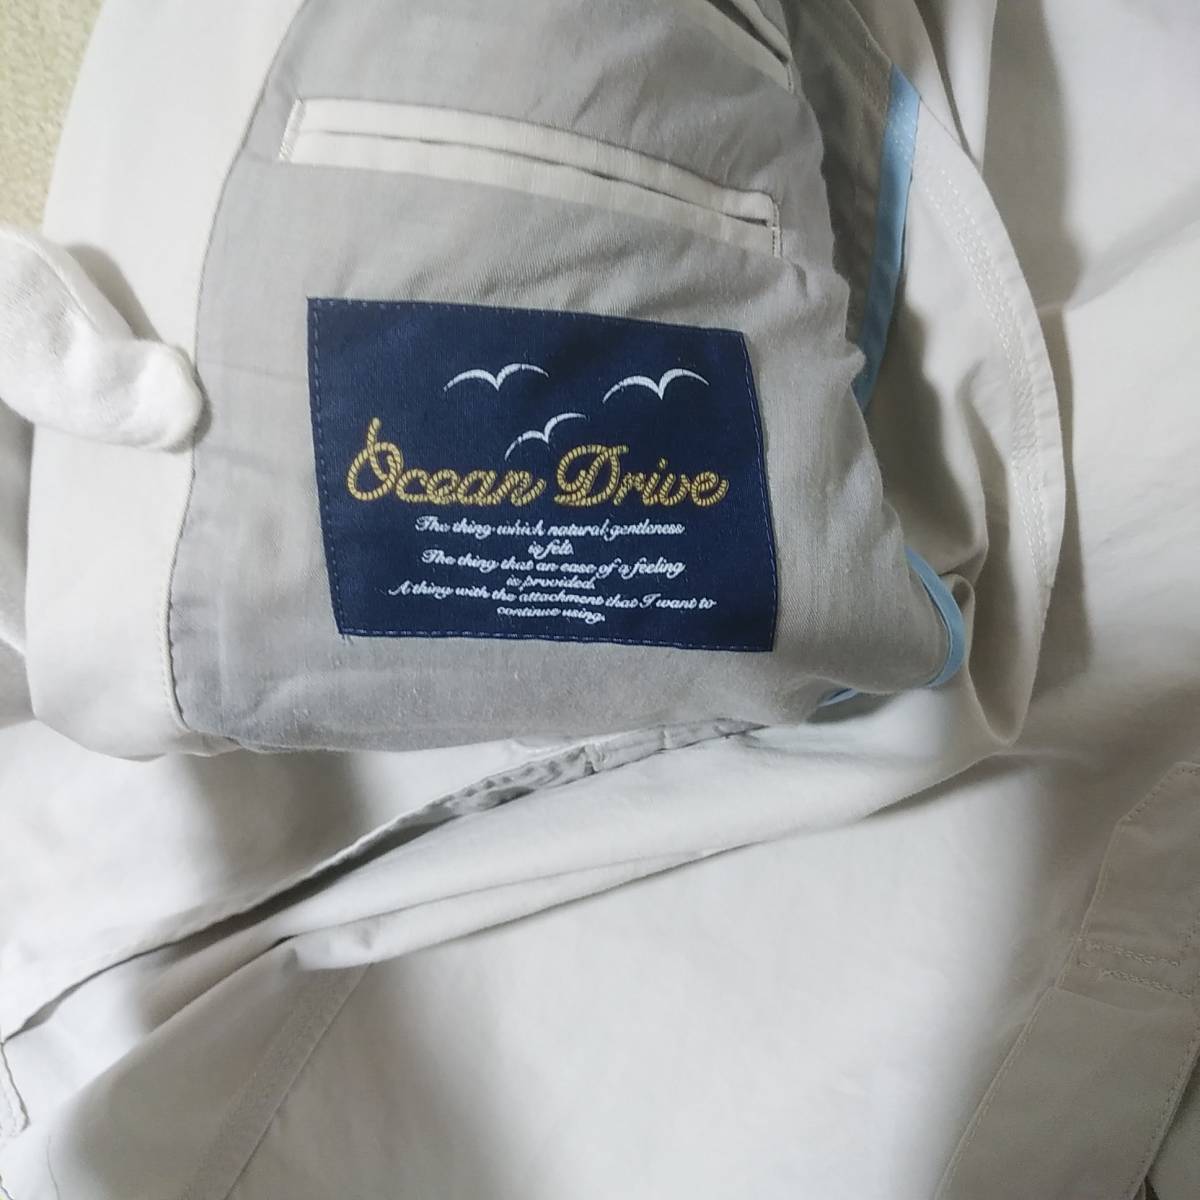 Ocean Drive
The thing which natural gentleness
is felt.
The thing that an ease of a feeling
is provided.
A thing with the attachment that I want to
continue using.